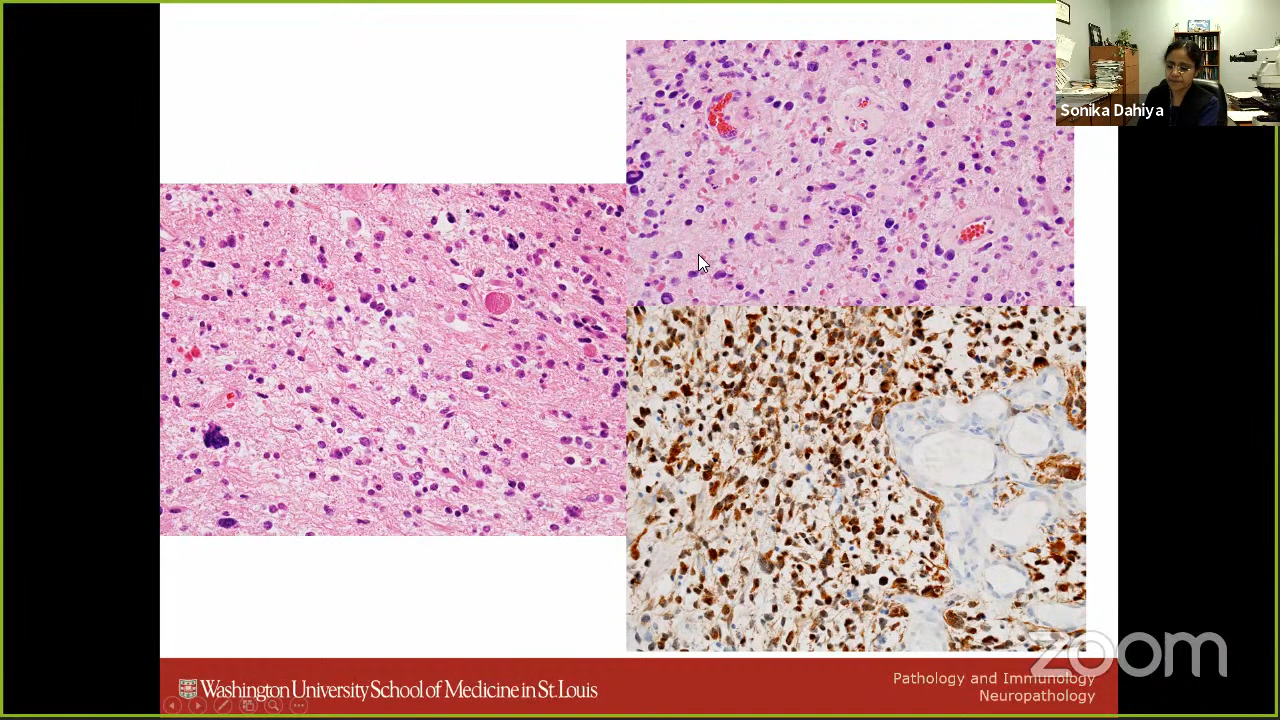 Sonika Dahiya
zoom
Washington University School of Medicine in St. Louis
Pathology and Immunology
Neuropathology